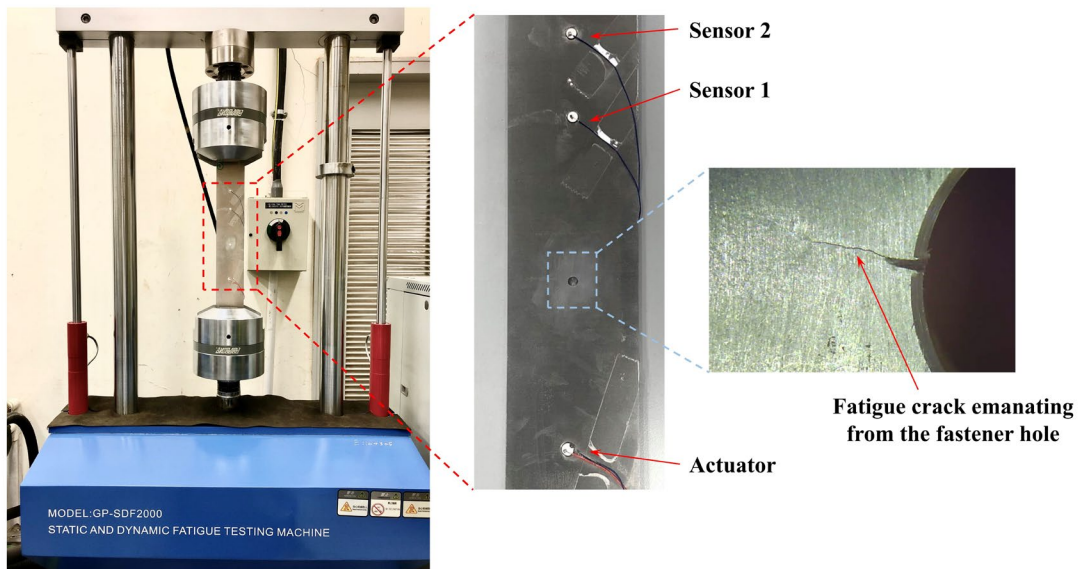 Sensor 2
Sensor 1
Fatigue crack emanating
from the fastener hole
Actuator
MODEL:GP-SDF2000
STATIC AND DYNAMIC FATIGUE TESTING MACHINE